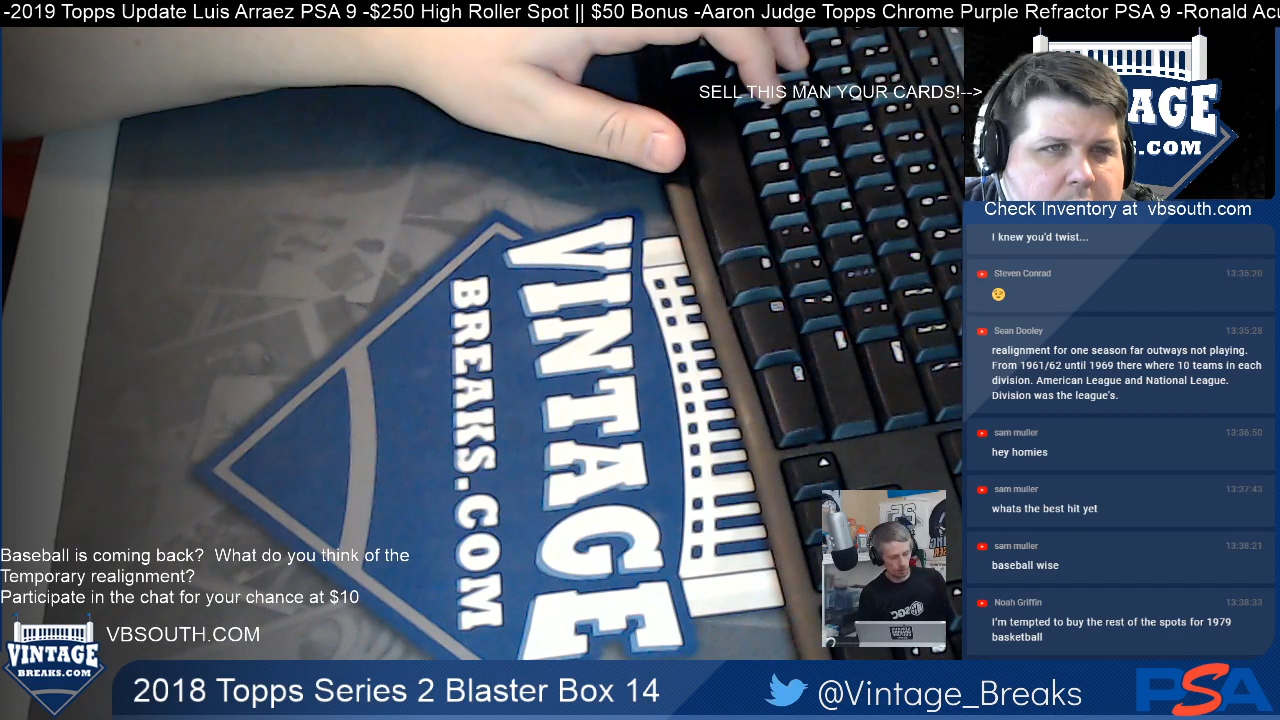 -2019 Topps Update Luis Arraez PSA 9 -$250 High Roller Spot || $50 Bonus -Aaron Judge Topps Chrome Purple Refractor PSA 9 -Ronald Acu
SELL THIS MAN YOUR CARDS!-->
AGE
.COM
Check Inventory at vbsouth.com
I knew you'd twist...
Steven Conrad 13:35:20
Sean Dooley 13:35:28
realignment for one season far outways not playing.
From 1961/62 until 1969 there where 10 teams in each
division. American League and National League.
Division was the league's.
sam muller 13:36:50
hey homies
sam muller 13:37:43
whats the best hit yet
sam muller 13:38:21
baseball wise
Noah Griffin 13:38:33
I'm tempted to buy the rest of the spots for 1979
basketball
VINTAGE
BREAKS.COM
SGC
Baseball is coming back? What do you think of the
Temporary realignment?
Participate in the chat for your chance at $10
VBSOUTH.COM
VINTAGE
BREAKS.COM
2018 Topps Series 2 Blaster Box 14
@Vintage_Breaks
PSA